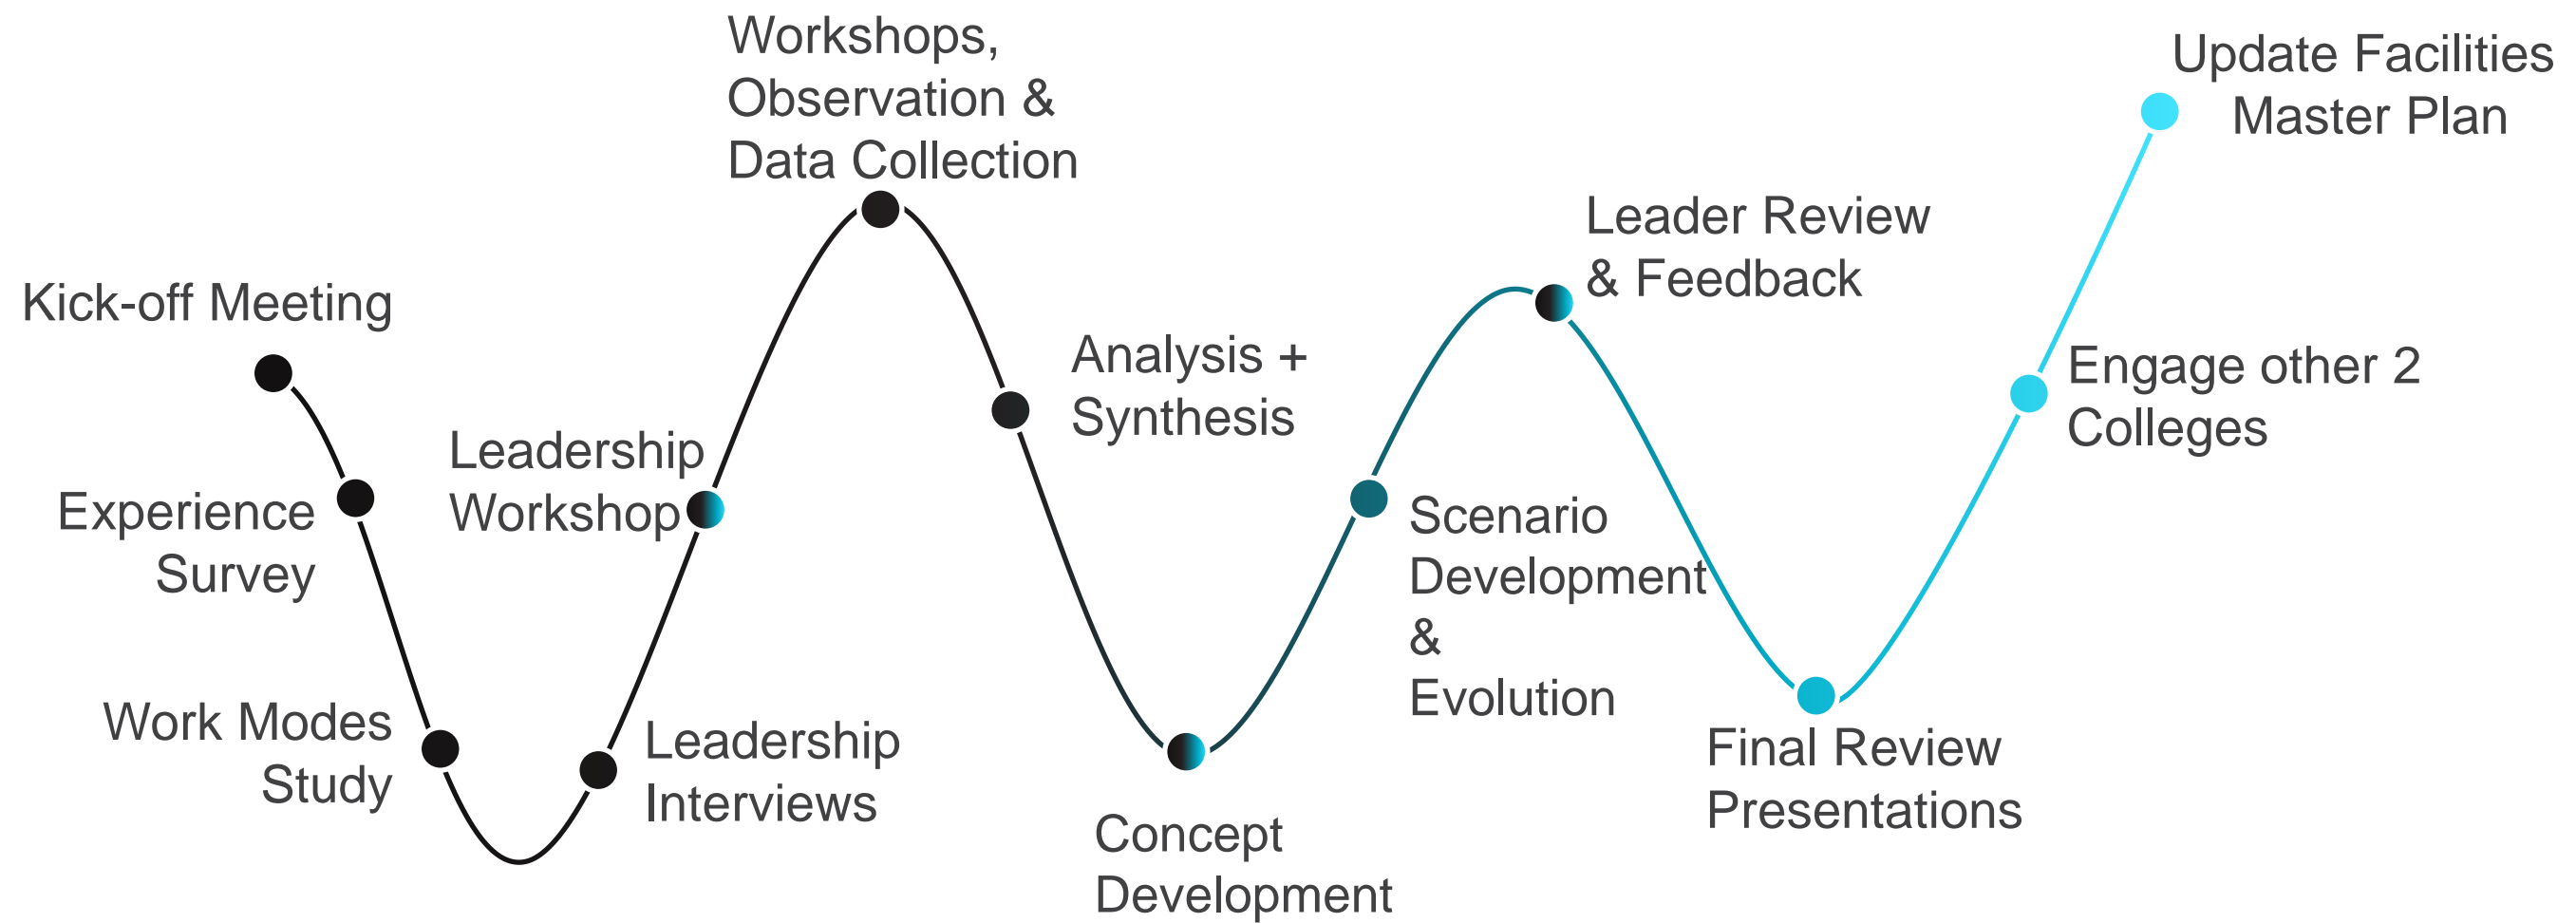 Kick-off Meeting
Experience
Survey
Work Modes
Study
Leadership
Interviews
Leadership
Workshop
Workshops,
Observation &
Data Collection
Analysis +
Synthesis
Concept
Development
Scenario
Development
&
Evolution
Leader Review
& Feedback
Final Review
Presentations
Engage other 2
Colleges
Update Facilities
Master Plan